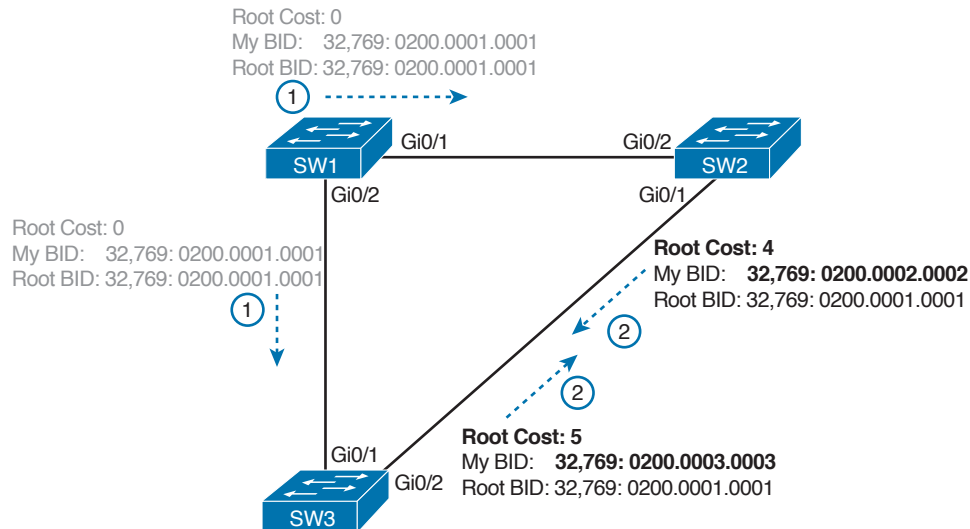 Root Cost: 0
My BID: 32,769: 0200.0001.0001
Root BID: 32,769: 0200.0001.0001
1
Gi0/1
Gi0/2
SW1
SW2
Gi0/2
Gi0/1
Root Cost: 0
My BID: 32,769: 0200.0001.0001
Root BID: 32,769: 0200.0001.0001
1
Root Cost: 4
My BID: 32,769: 0200.0002.0002
Root BID: 32,769: 0200.0001.0001
2
2
Root Cost: 5
My BID: 32,769: 0200.0003.0003
Root BID: 32,769: 0200.0001.0001
Gi0/1
Gi0/2
SW3